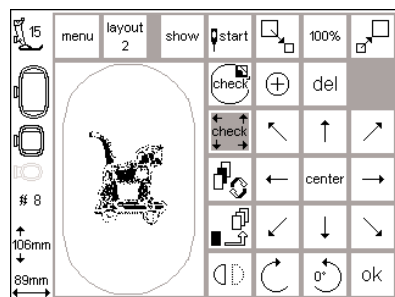 15
menu
layout
2
show
start
100%
check
del
check
# 8
center
106mm
89mm
0°
ok